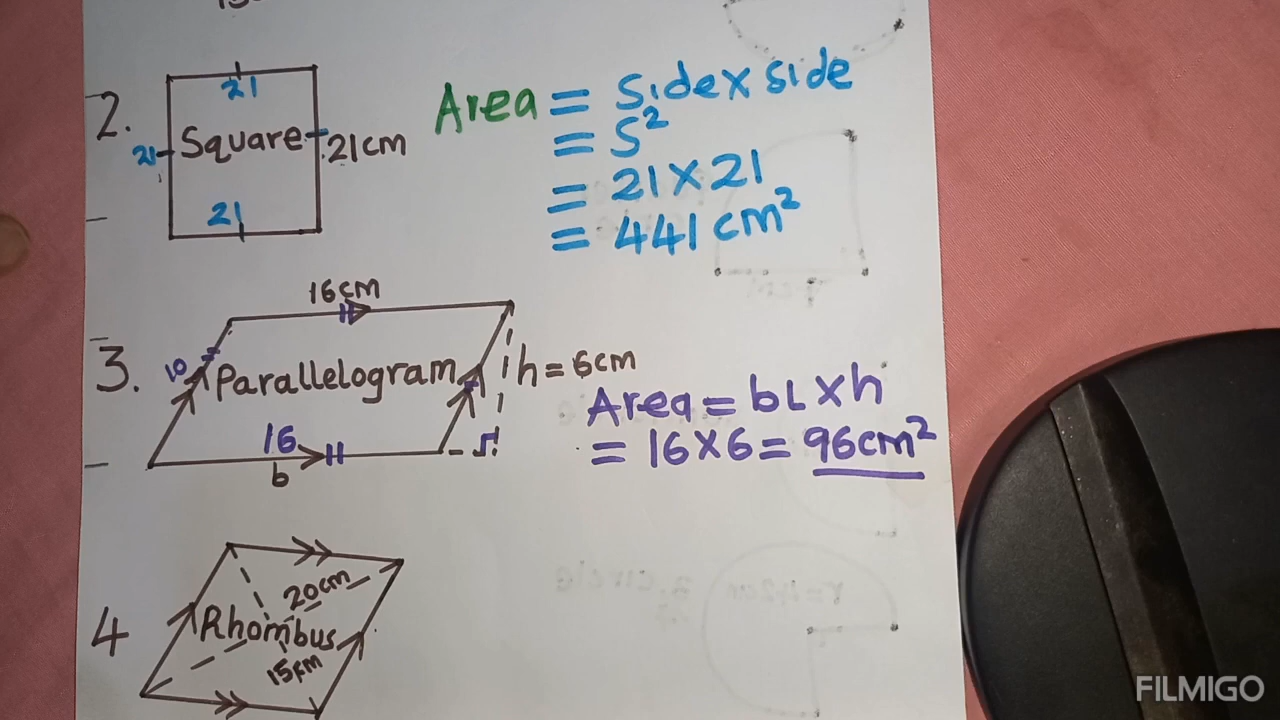 2.
21
21 Square 21cm
21
Area = Side x Side
= S²
= 21 x 21
= 441 cm²
3.
16cm
10 Parallelogram h = 6cm
16
b
Area = bL x h
= 16 x 6 = 96cm²
4
20cm
Rhombus
15cm
FILMIGO